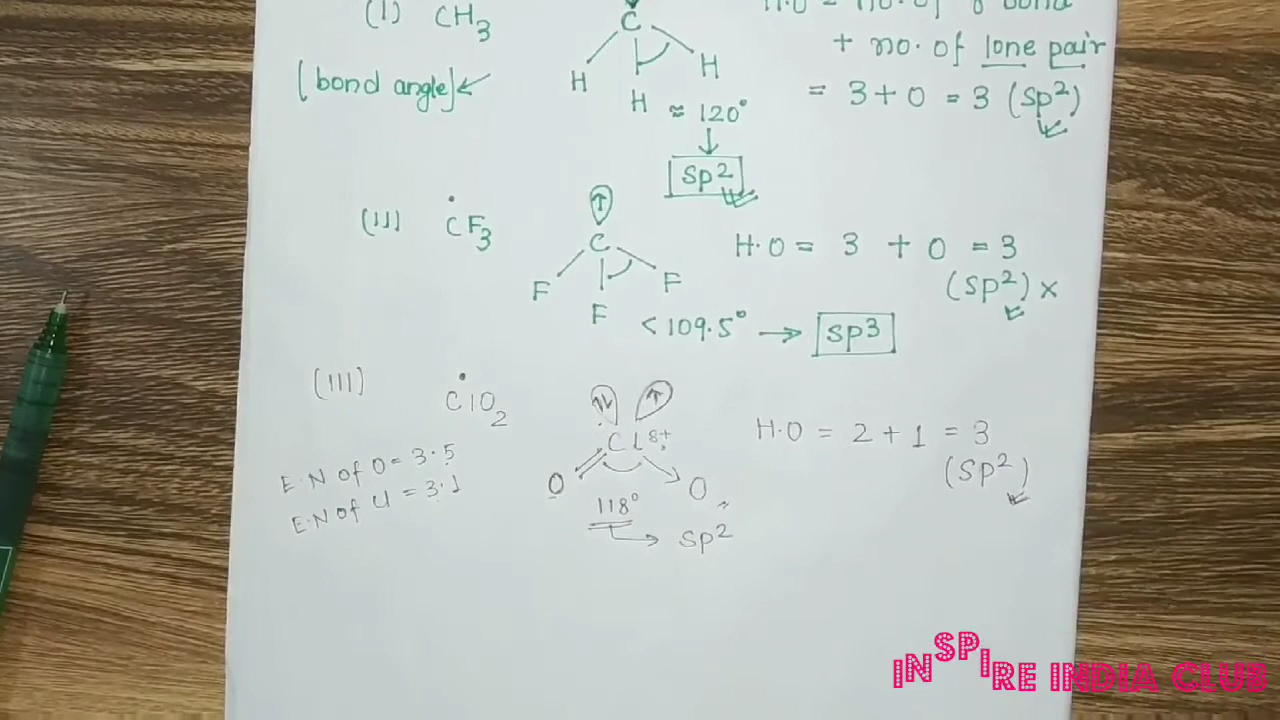 (I) CH3
C
H H
H
+ no. of lone pair
= 3 + 0 = 3 (sp²)
[bond angle]
≈ 120°
↓
sp²
(II) ĊF3
↑
C
F F
F
H.O = 3 + 0 = 3
(sp²) ×
< 109.5° → sp3
(III) ĊlO2
↑↓ ↑
Cl δ+
O O
H.O = 2 + 1 = 3
(sp²)
E.N of O = 3.5
E.N of Cl = 3.1
118°
→ sp²
INSPIRE INDIA CLUB